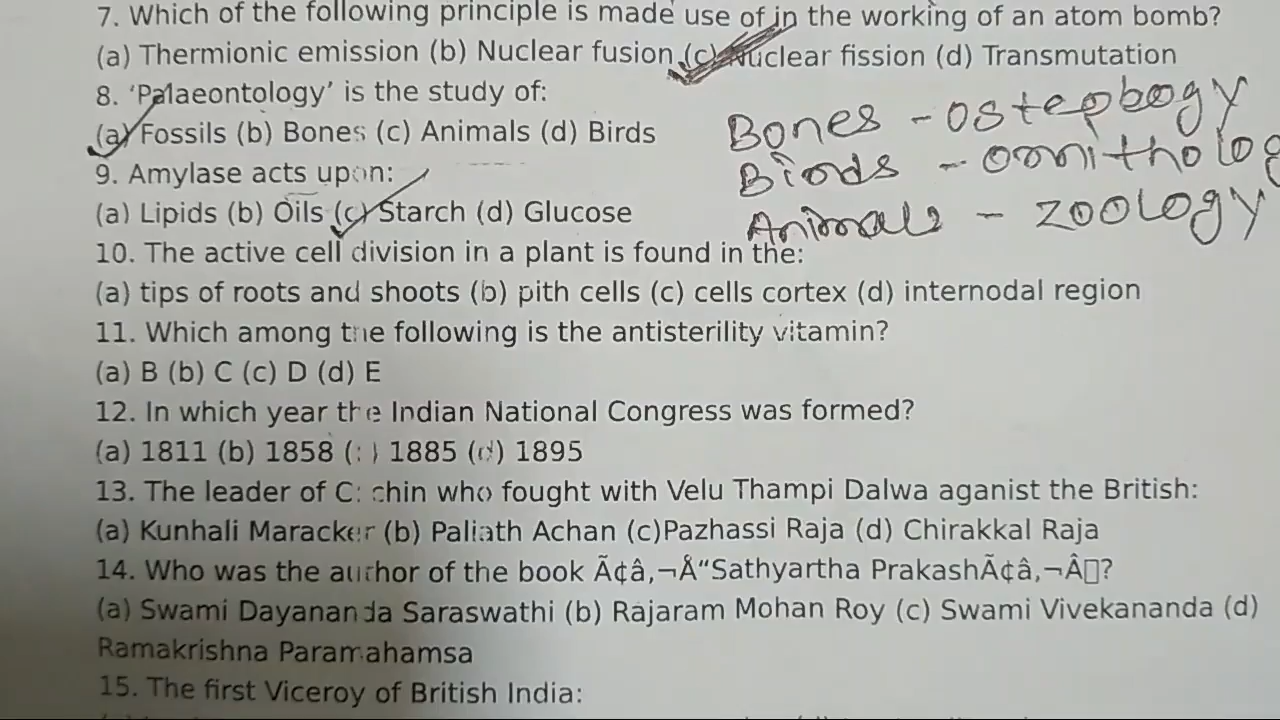 7. Which of the following principle is made use of in the working of an atom bomb?
(a) Thermionic emission (b) Nuclear fusion (c) Nuclear fission (d) Transmutation
8. ‘Palaeontology’ is the study of:
(a) Fossils (b) Bones (c) Animals (d) Birds
Bones - osteology
Birds - ornitholog
Animals - zoology
9. Amylase acts upon:
(a) Lipids (b) Oils (c) Starch (d) Glucose
10. The active cell division in a plant is found in the:
(a) tips of roots and shoots (b) pith cells (c) cells cortex (d) internodal region
11. Which among the following is the antisterility vitamin?
(a) B (b) C (c) D (d) E
12. In which year the Indian National Congress was formed?
(a) 1811 (b) 1858 (c) 1885 (d) 1895
13. The leader of Cochin who fought with Velu Thampi Dalwa aganist the British:
(a) Kunhali Maracker (b) Paliath Achan (c)Pazhassi Raja (d) Chirakkal Raja
14. Who was the author of the book Ã¢â‚¬Å“Sathyartha PrakashÃ¢â‚¬Â▯?
(a) Swami Dayananda Saraswathi (b) Rajaram Mohan Roy (c) Swami Vivekananda (d)
Ramakrishna Paramahamsa
15. The first Viceroy of British India: